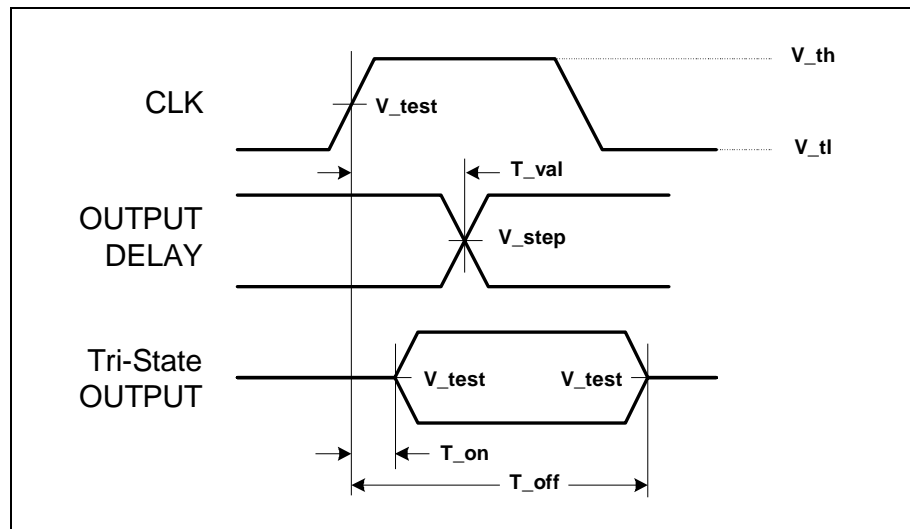 V_th
CLK
V_test
V_tl
T_val
OUTPUT
DELAY
V_step
Tri-State
OUTPUT
V_test
V_test
T_on
T_off